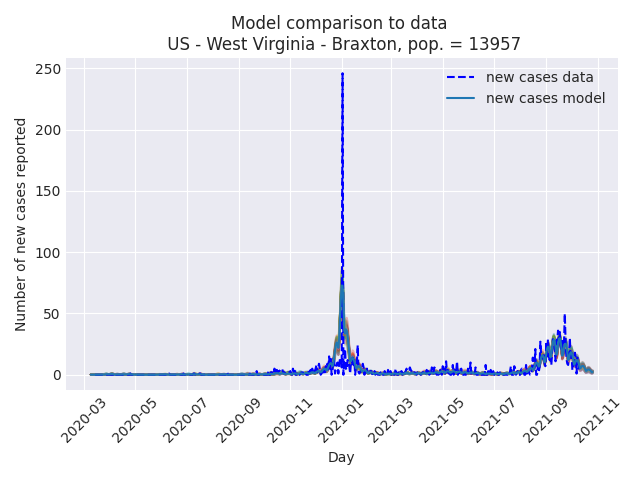 Model comparison to data
US - West Virginia - Braxton, pop. = 13957
new cases data
new cases model
Number of new cases reported
250
200
150
100
50
0
2020-03
2020-05
2020-07
2020-09
2020-11
2021-01
2021-03
2021-05
2021-07
2021-09
2021-11
Day